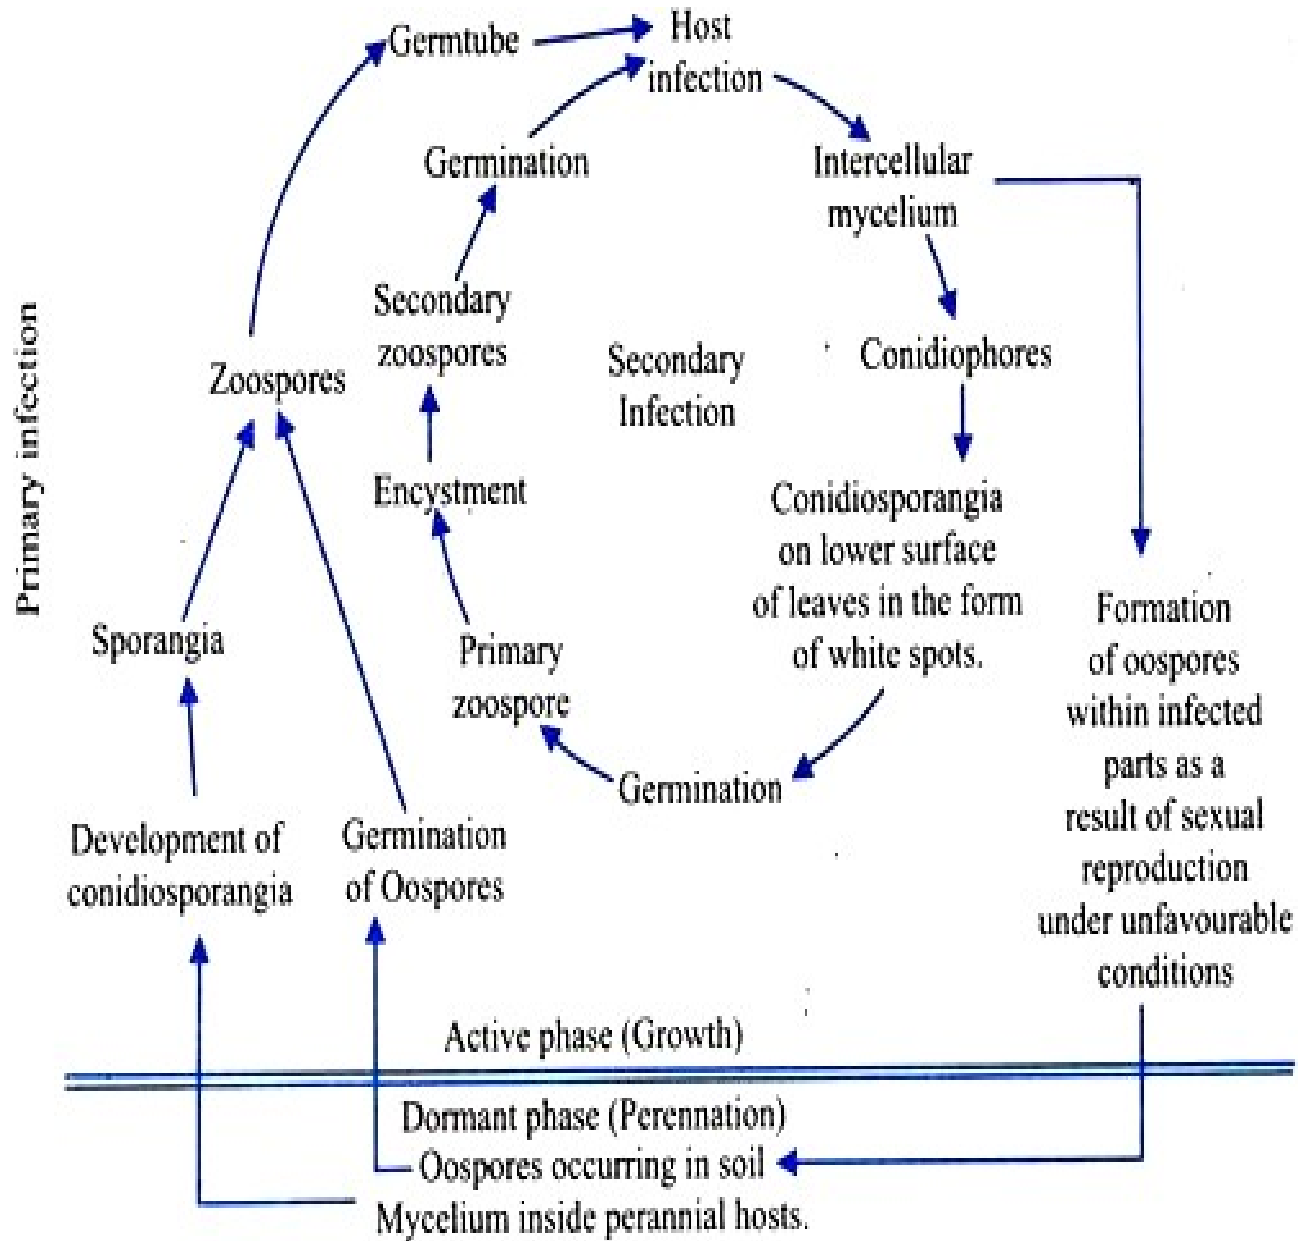 Germtube
Host
infection
Germination
Intercellular
mycelium
Secondary
zoospores
Zoospores
Secondary
Infection
Conidiophores
Primary infection
Encystment
Conidiosporangia
on lower surface
of leaves in the form
of white spots.
Sporangia
Primary
zoospore
Formation
of oospores
within infected
parts as a
result of sexual
reproduction
under unfavourable
conditions
Germination
Development of
conidiosporangia
Germination
of Oospores
Active phase (Growth)
Dormant phase (Perennation)
Oospores occurring in soil
Mycelium inside perannial hosts.